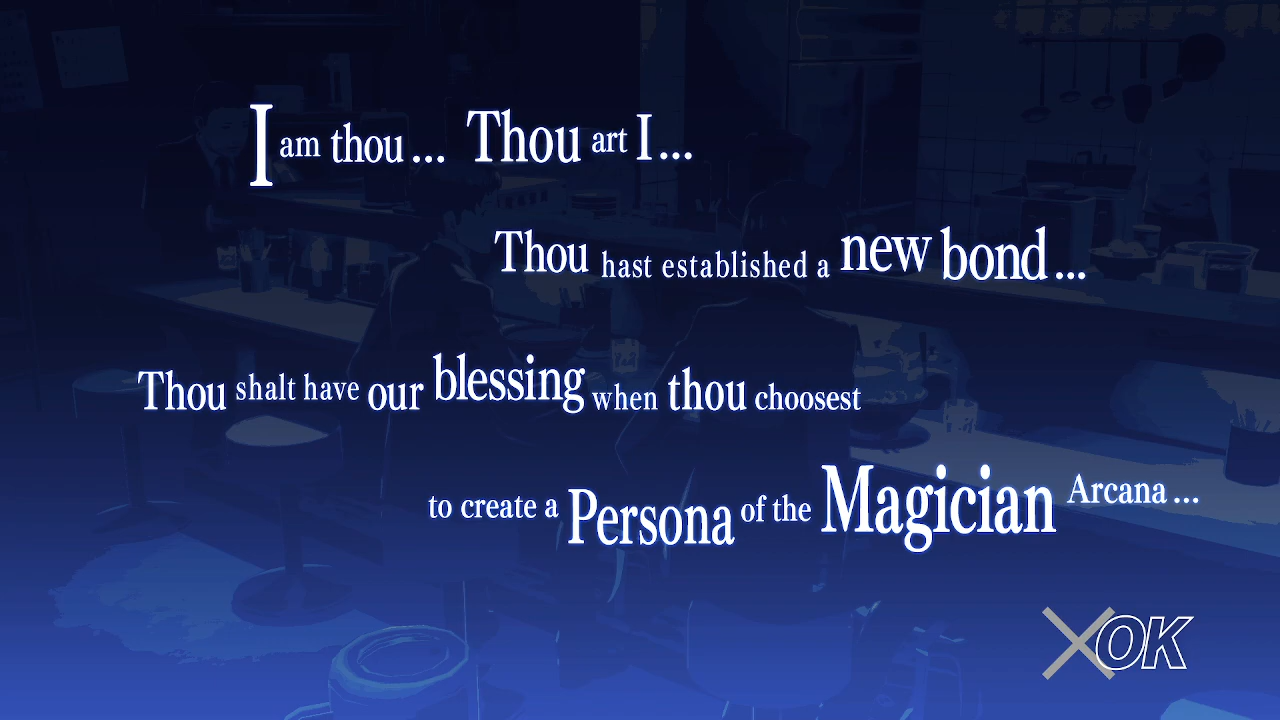 I am thou... Thou art I...
Thou hast established a new bond...
Thou shalt have our blessing when thou choosest
to create a Persona of the Magician Arcana...
OK